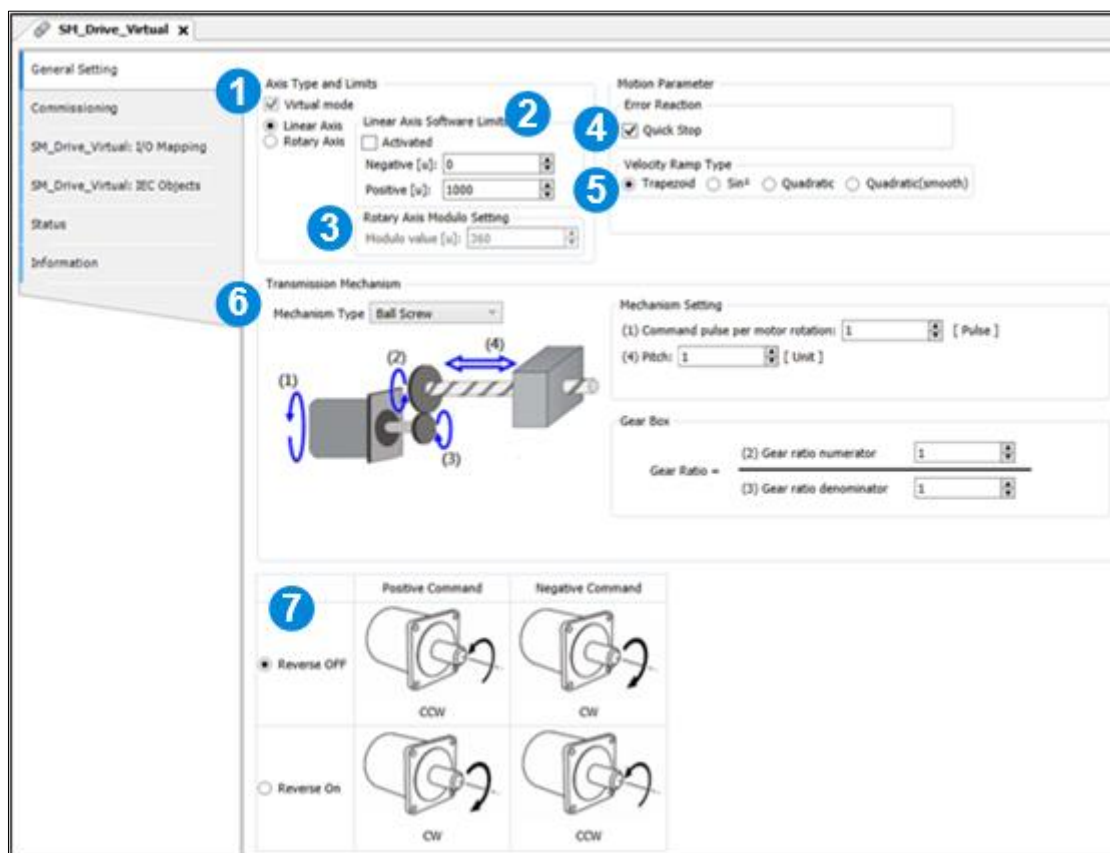 SM_Drive_Virtual x
General Setting
Commissioning
SM_Drive_Virtual: I/O Mapping
SM_Drive_Virtual: IEC Objects
Status
Information
1
Axis Type and Limits
Virtual mode
Linear Axis
Rotary Axis
2
Linear Axis Software Limits
Activated
Negative [u]: 0
Positive [u]: 1000
3
Rotary Axis Modulo Setting
Modulo value [u]: 360
Motion Parameter
Error Reaction
4
Quick Stop
Velocity Ramp Type
5
Trapezoid Sin² Quadratic Quadratic(smooth)
Transmission Mechanism
6
Mechanism Type Ball Screw
(1)
(2)
(4)
(3)
Mechanism Setting
(1) Command pulse per motor rotation: 1 [ Pulse ]
(4) Pitch: 1 [ Unit ]
Gear Box
Gear Ratio =
(2) Gear ratio numerator 1
(3) Gear ratio denominator 1
7
Positive Command Negative Command
Reverse OFF
CCW CW
Reverse On
CW CCW